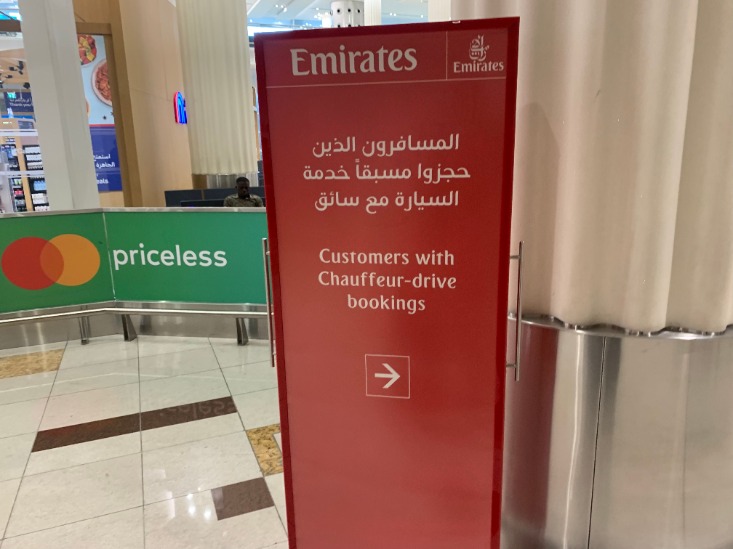 Emirates
Emirates
المسافرون الذين
حجزوا مسبقاً خدمة
السيارة مع سائق
Customers with
Chauffeur-drive
bookings
priceless